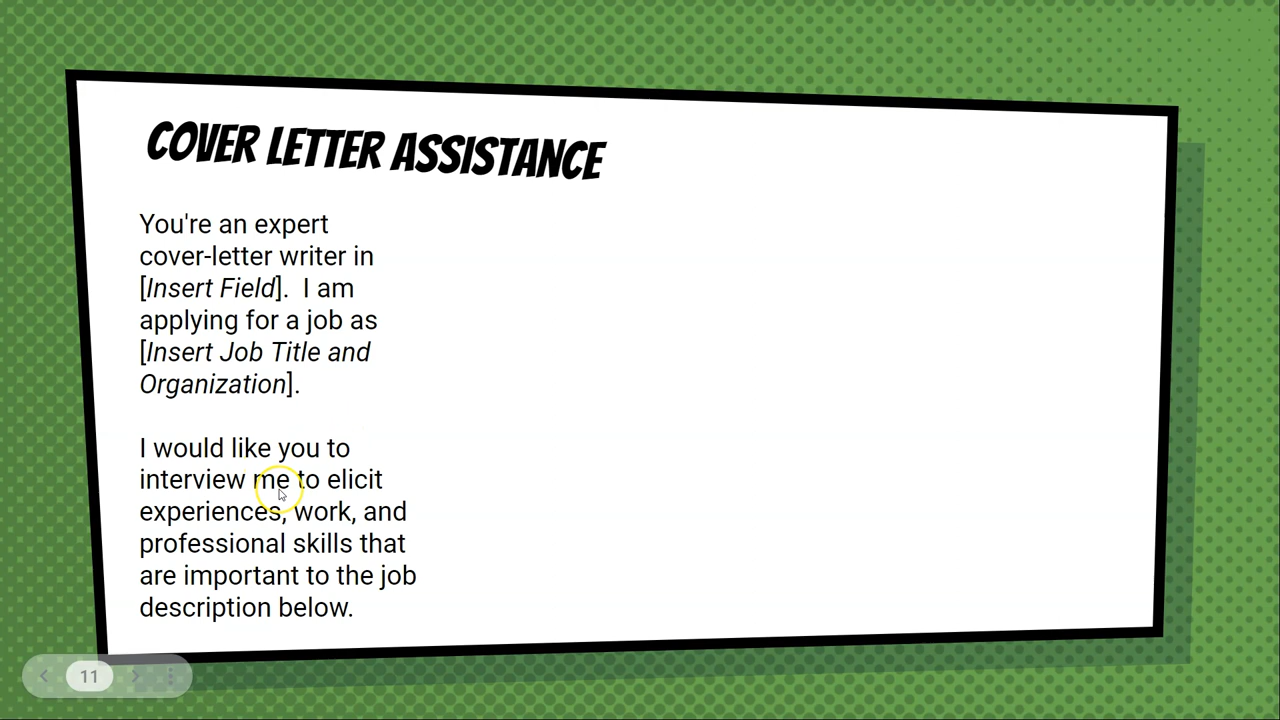 COVER LETTER ASSISTANCE
You're an expert
cover-letter writer in
[Insert Field].  I am
applying for a job as
[Insert Job Title and
Organization].
I would like you to
interview me to elicit
experiences, work, and
professional skills that
are important to the job
description below.
11